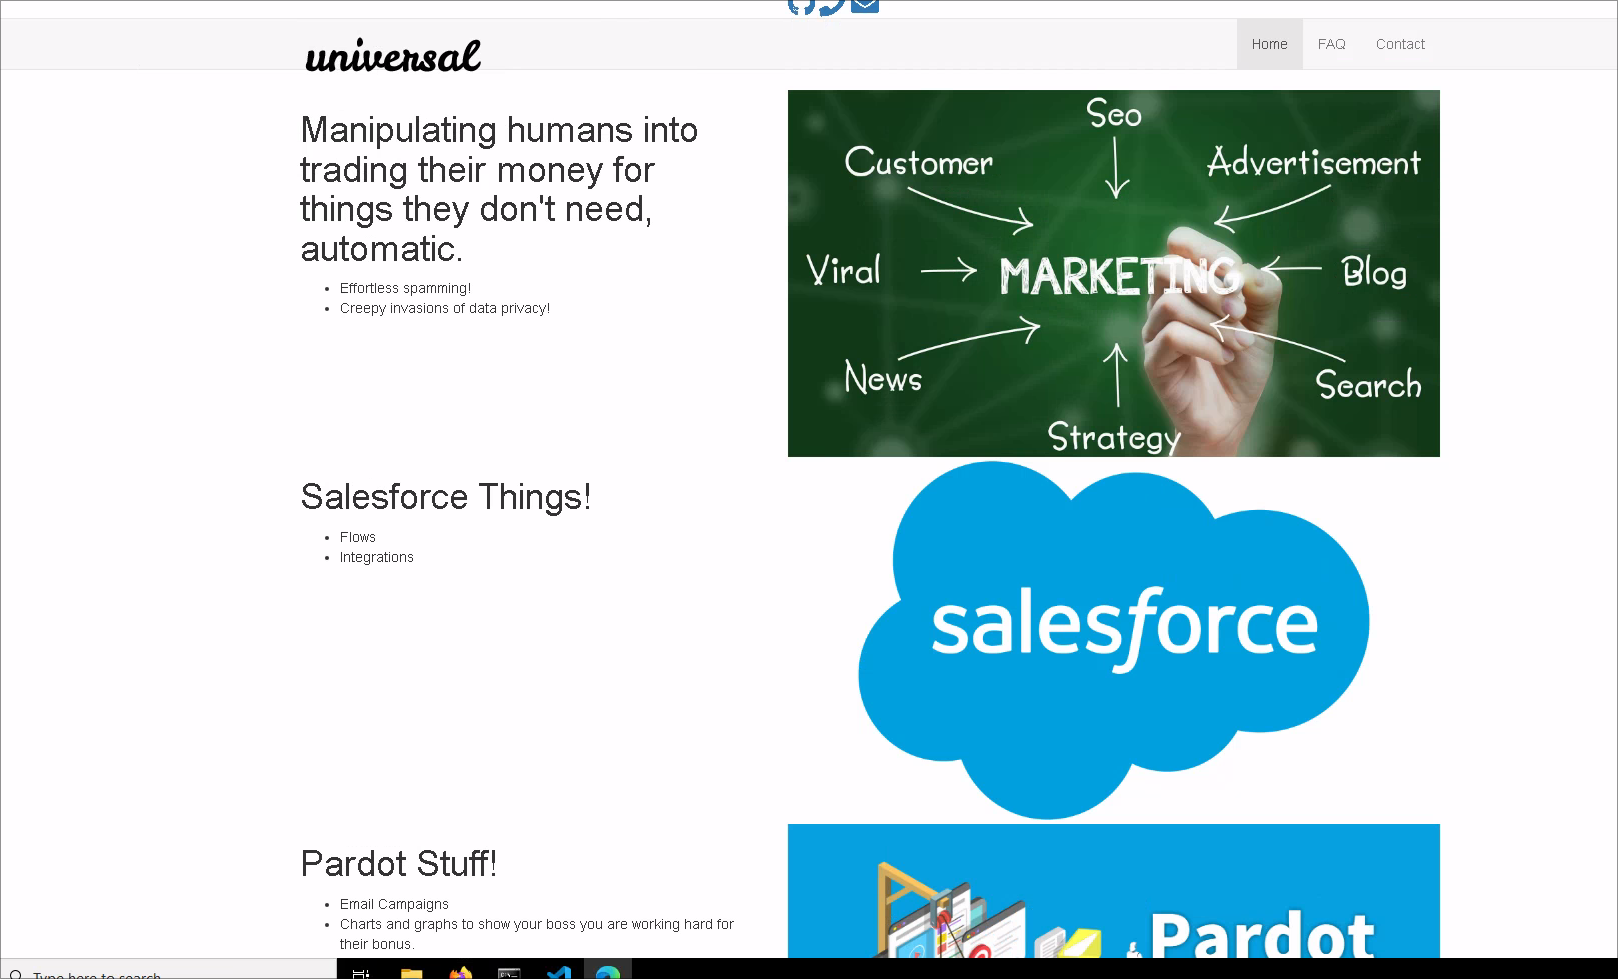 universal
Home
FAQ
Contact
Manipulating humans into
trading their money for
things they don't need,
automatic.
Effortless spamming!
Creepy invasions of data privacy!
Seo
Customer
Advertisement
Viral
MARKETING
Blog
News
Search
Strategy
Salesforce Things!
Flows
Integrations
salesforce
Pardot Stuff!
Email Campaigns
Charts and graphs to show your boss you are working hard for
their bonus.
Pardot
Type here to search